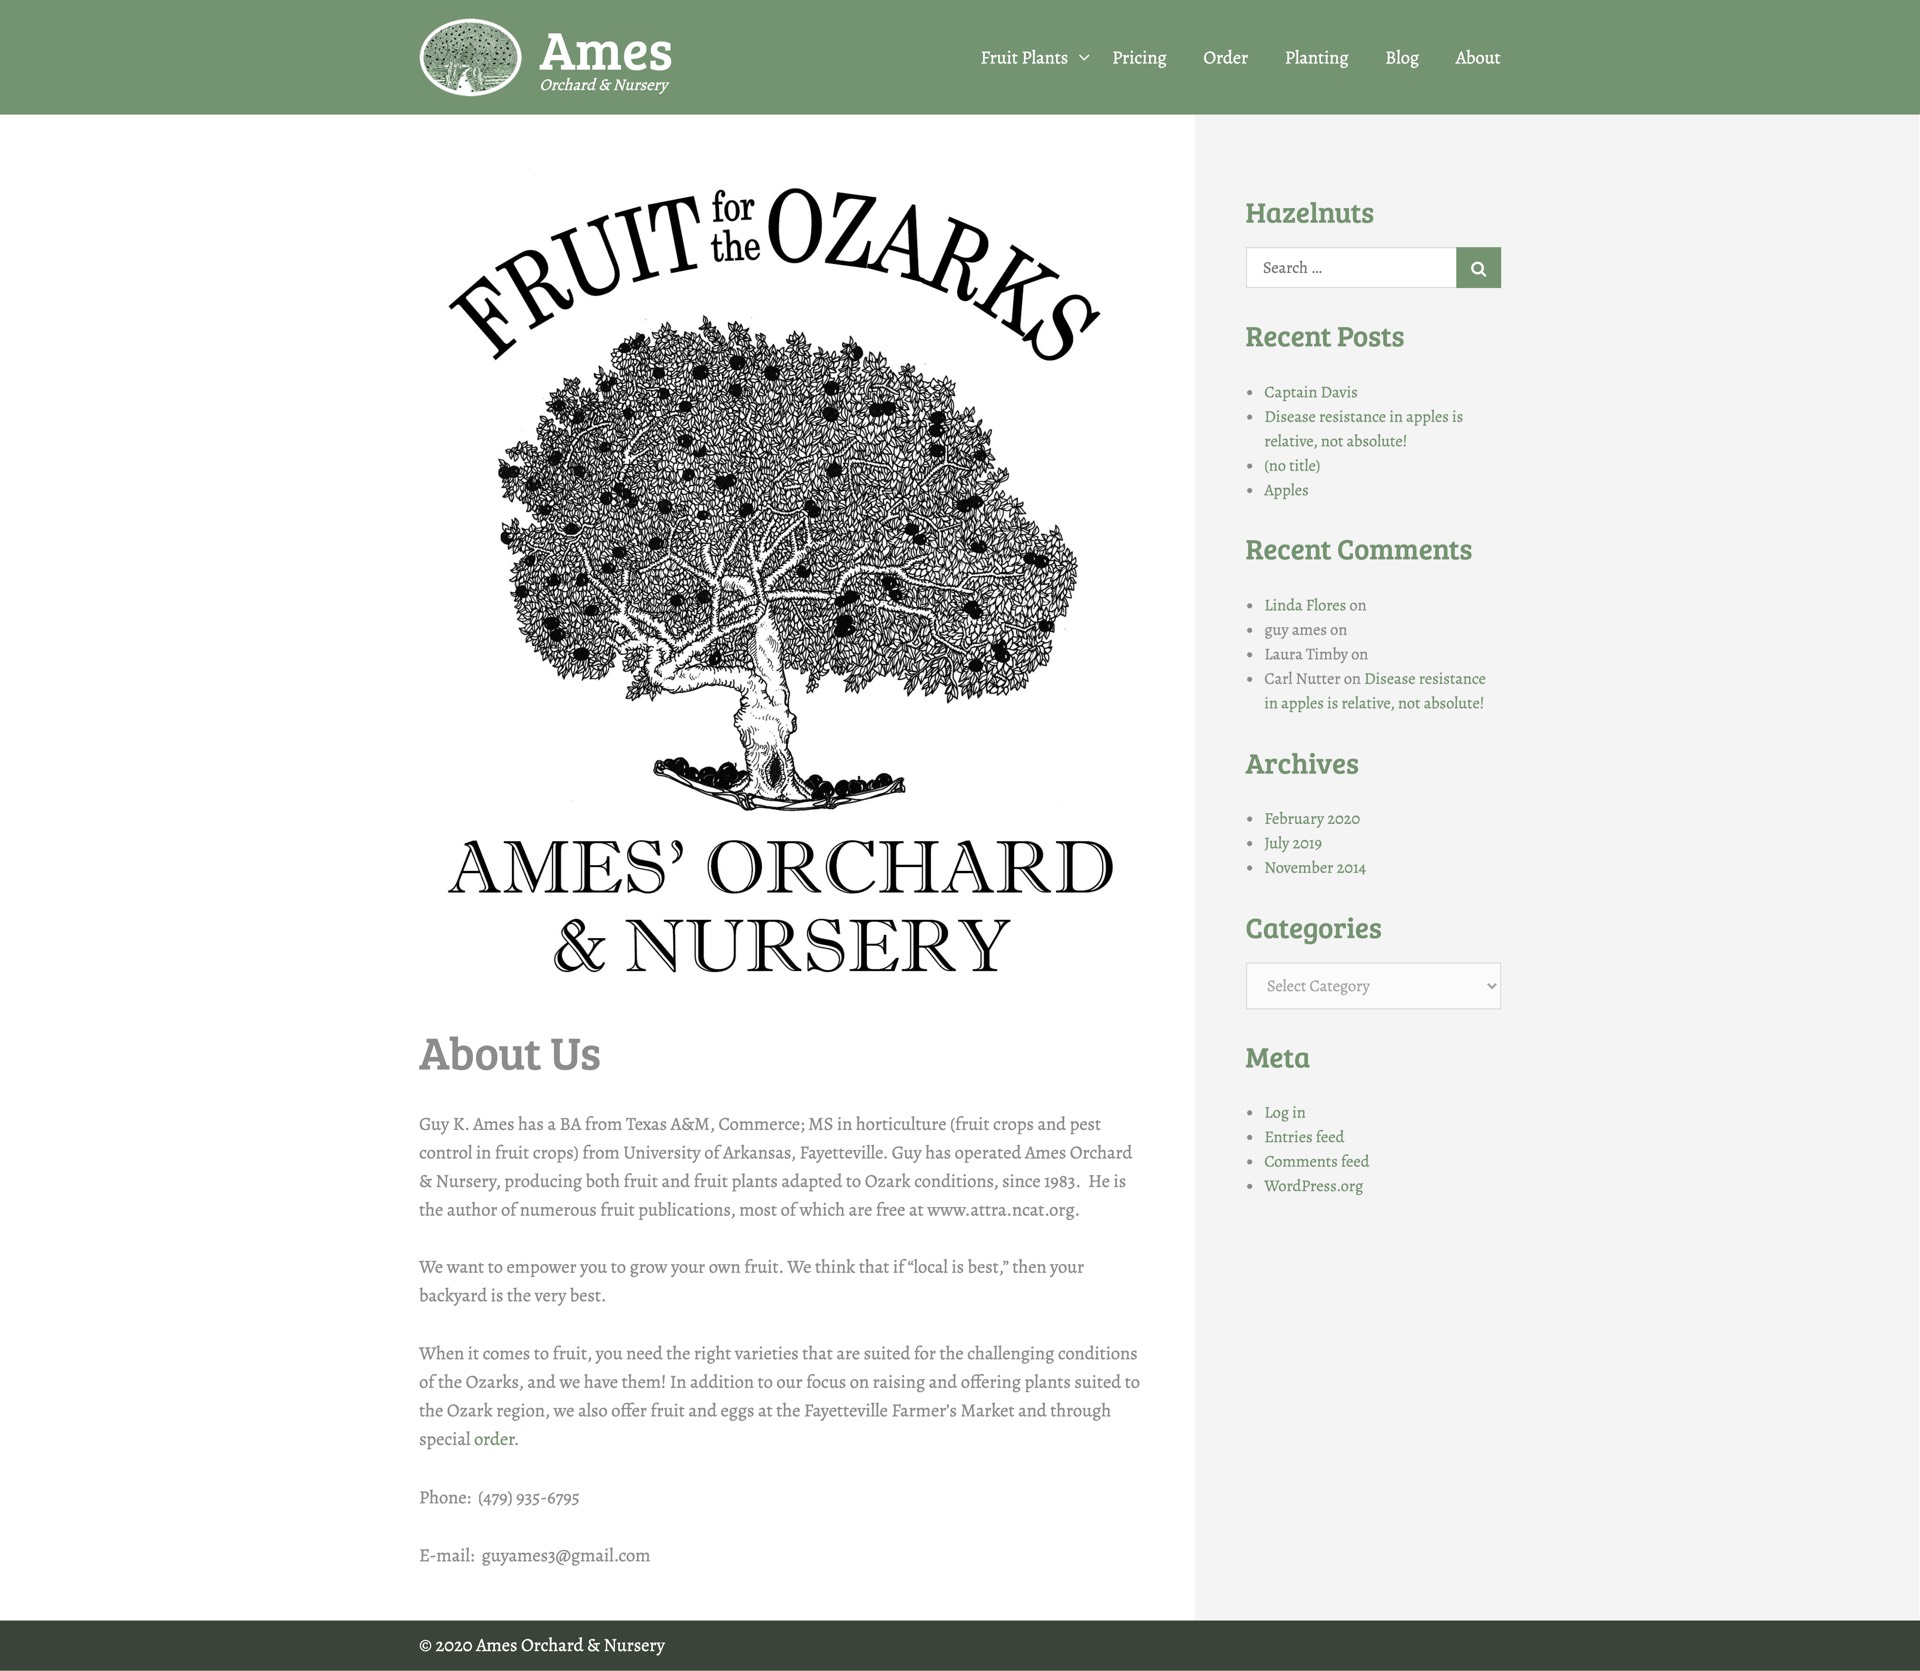 Ames
Orchard & Nursery
Fruit Plants
Pricing
Order
Planting
Blog
About
FRUIT for the OZARKS
AMES’ ORCHARD
& NURSERY
About Us
Guy K. Ames has a BA from Texas A&M, Commerce; MS in horticulture (fruit crops and pest
control in fruit crops) from University of Arkansas, Fayetteville. Guy has operated Ames Orchard
& Nursery, producing both fruit and fruit plants adapted to Ozark conditions, since 1983.  He is
the author of numerous fruit publications, most of which are free at www.attra.ncat.org.
We want to empower you to grow your own fruit. We think that if “local is best,” then your
backyard is the very best.
When it comes to fruit, you need the right varieties that are suited for the challenging conditions
of the Ozarks, and we have them! In addition to our focus on raising and offering plants suited to
the Ozark region, we also offer fruit and eggs at the Fayetteville Farmer’s Market and through
special order.
Phone:  (479) 935-6795
E-mail:  guyames3@gmail.com
Hazelnuts
Search …
Recent Posts
Captain Davis
Disease resistance in apples is
relative, not absolute!
(no title)
Apples
Recent Comments
Linda Flores on
guy ames on
Laura Timby on
Carl Nutter on Disease resistance
in apples is relative, not absolute!
Archives
February 2020
July 2019
November 2014
Categories
Select Category
Meta
Log in
Entries feed
Comments feed
WordPress.org
© 2020 Ames Orchard & Nursery